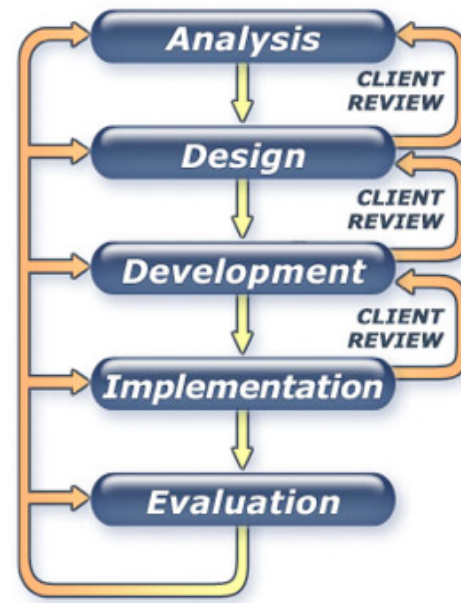 Analysis
CLIENT
REVIEW
Design
CLIENT
REVIEW
Development
CLIENT
REVIEW
Implementation
Evaluation